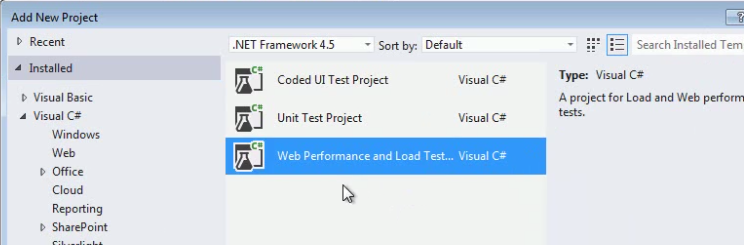 Add New Project
Recent
.NET Framework 4.5
Sort by: Default
Search Installed Tem
Installed
Coded UI Test Project Visual C#
Type: Visual C#
A project for Load and Web perform
tests.
Visual Basic
Visual C#
Unit Test Project Visual C#
Windows
Web
Web Performance and Load Test... Visual C#
Office
Cloud
Reporting
SharePoint
Silverlight